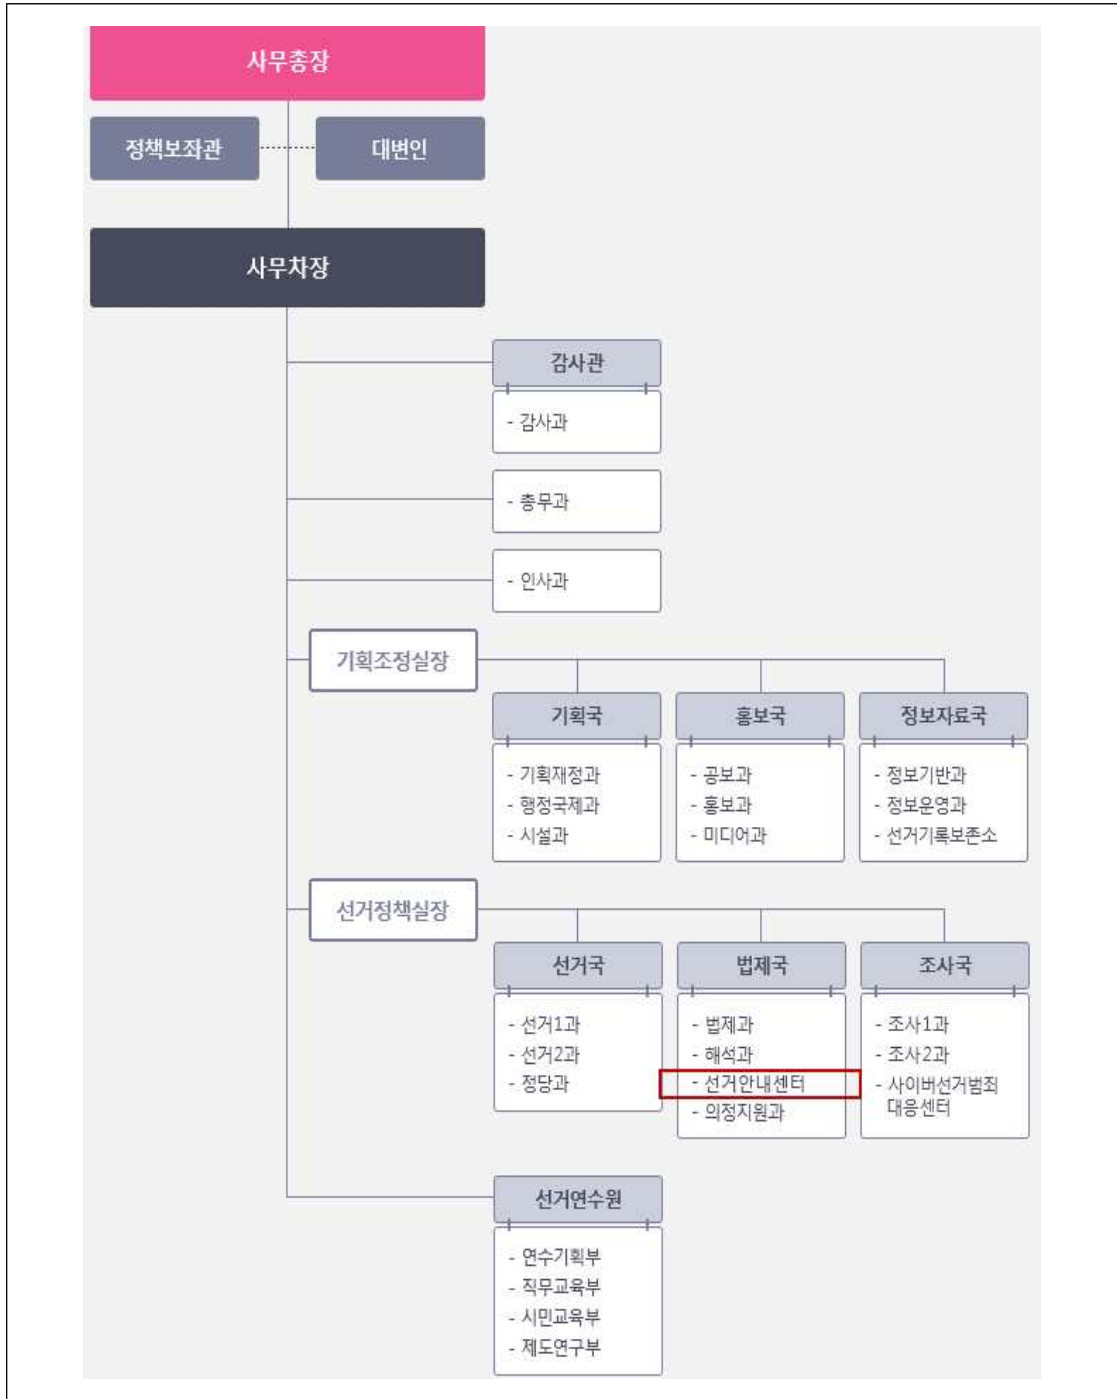 사무총장
정책보좌관
대변인
사무차장
감사관
- 감사과
- 총무과
- 인사과
기획조정실장
기획국
- 기획재정과
- 행정국제과
- 시설과
홍보국
- 공보과
- 홍보과
- 미디어과
정보자료국
- 정보기반과
- 정보운영과
- 선거기록보존소
선거정책실장
선거국
- 선거1과
- 선거2과
- 정당과
법제국
- 법제과
- 해석과
- 선거안내센터
- 의정지원과
조사국
- 조사1과
- 조사2과
- 사이버선거범죄
대응센터
선거연수원
- 연수기획부
- 직무교육부
- 시민교육부
- 제도연구부